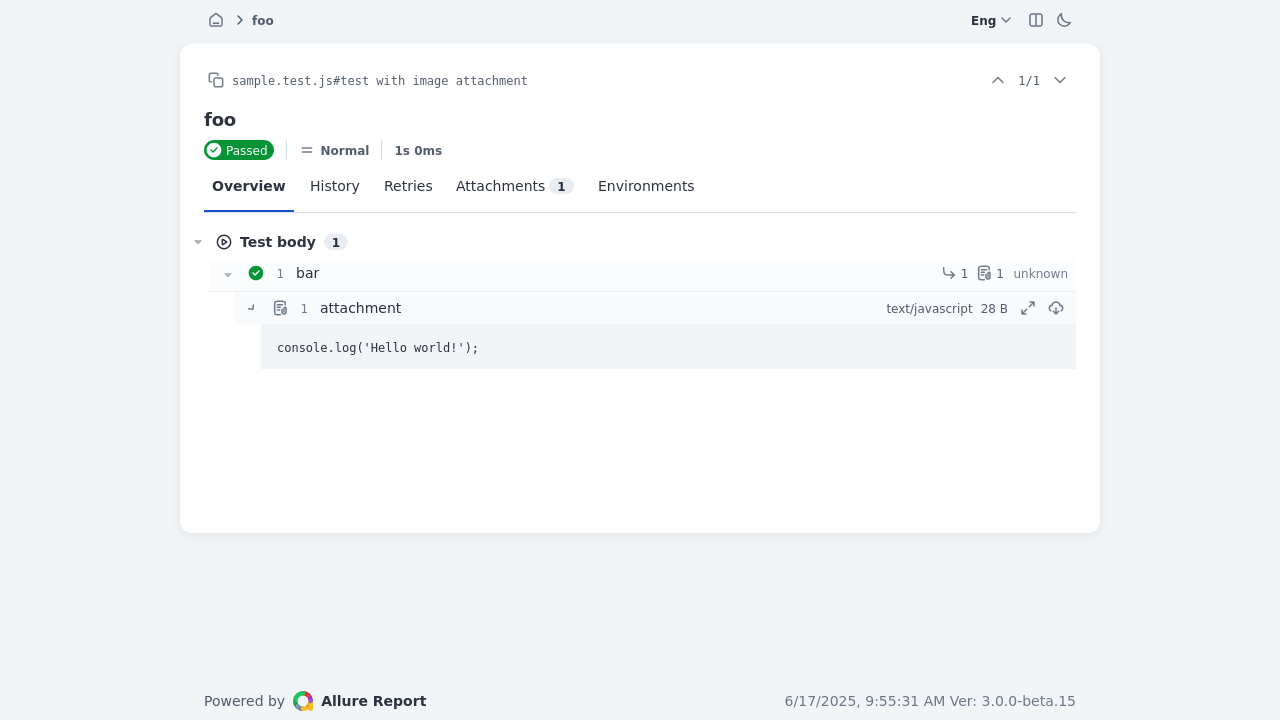 foo
Eng
sample.test.js#test with image attachment
1/1
foo
Passed
Normal
1s 0ms
Overview
History
Retries
Attachments 1
Environments
Test body 1
1 bar
1 1 unknown
1 attachment
text/javascript 28 B
console.log('Hello world!');
Powered by Allure Report
6/17/2025, 9:55:31 AM Ver: 3.0.0-beta.15